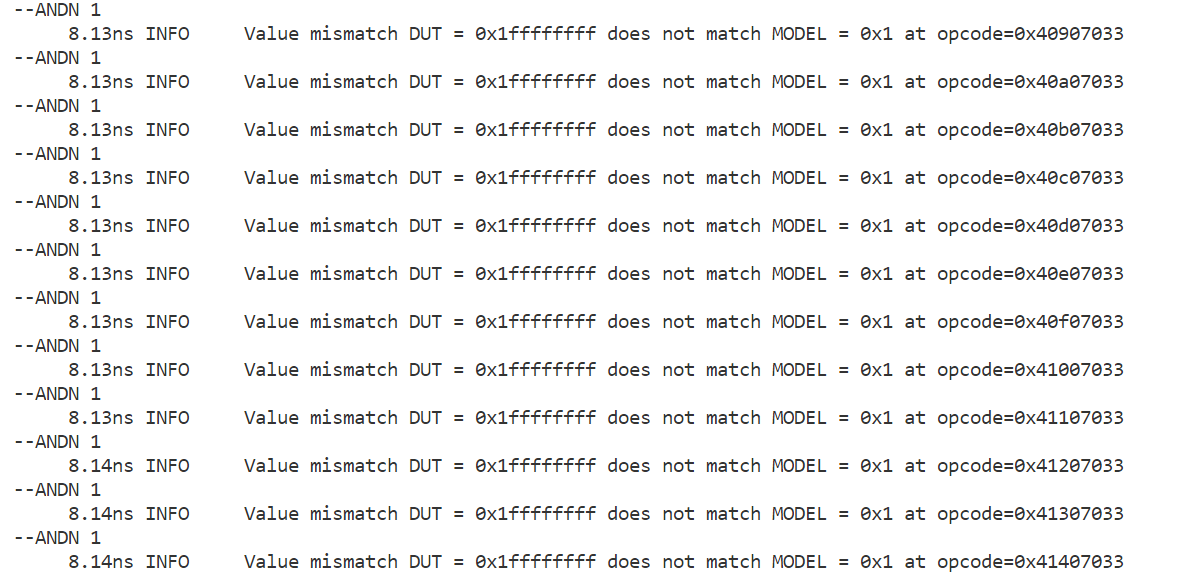 --ANDN 1
8.13ns INFO Value mismatch DUT = 0x1ffffffff does not match MODEL = 0x1 at opcode=0x40907033
--ANDN 1
8.13ns INFO Value mismatch DUT = 0x1ffffffff does not match MODEL = 0x1 at opcode=0x40a07033
--ANDN 1
8.13ns INFO Value mismatch DUT = 0x1ffffffff does not match MODEL = 0x1 at opcode=0x40b07033
--ANDN 1
8.13ns INFO Value mismatch DUT = 0x1ffffffff does not match MODEL = 0x1 at opcode=0x40c07033
--ANDN 1
8.13ns INFO Value mismatch DUT = 0x1ffffffff does not match MODEL = 0x1 at opcode=0x40d07033
--ANDN 1
8.13ns INFO Value mismatch DUT = 0x1ffffffff does not match MODEL = 0x1 at opcode=0x40e07033
--ANDN 1
8.13ns INFO Value mismatch DUT = 0x1ffffffff does not match MODEL = 0x1 at opcode=0x40f07033
--ANDN 1
8.13ns INFO Value mismatch DUT = 0x1ffffffff does not match MODEL = 0x1 at opcode=0x41007033
--ANDN 1
8.13ns INFO Value mismatch DUT = 0x1ffffffff does not match MODEL = 0x1 at opcode=0x41107033
--ANDN 1
8.14ns INFO Value mismatch DUT = 0x1ffffffff does not match MODEL = 0x1 at opcode=0x41207033
--ANDN 1
8.14ns INFO Value mismatch DUT = 0x1ffffffff does not match MODEL = 0x1 at opcode=0x41307033
--ANDN 1
8.14ns INFO Value mismatch DUT = 0x1ffffffff does not match MODEL = 0x1 at opcode=0x41407033